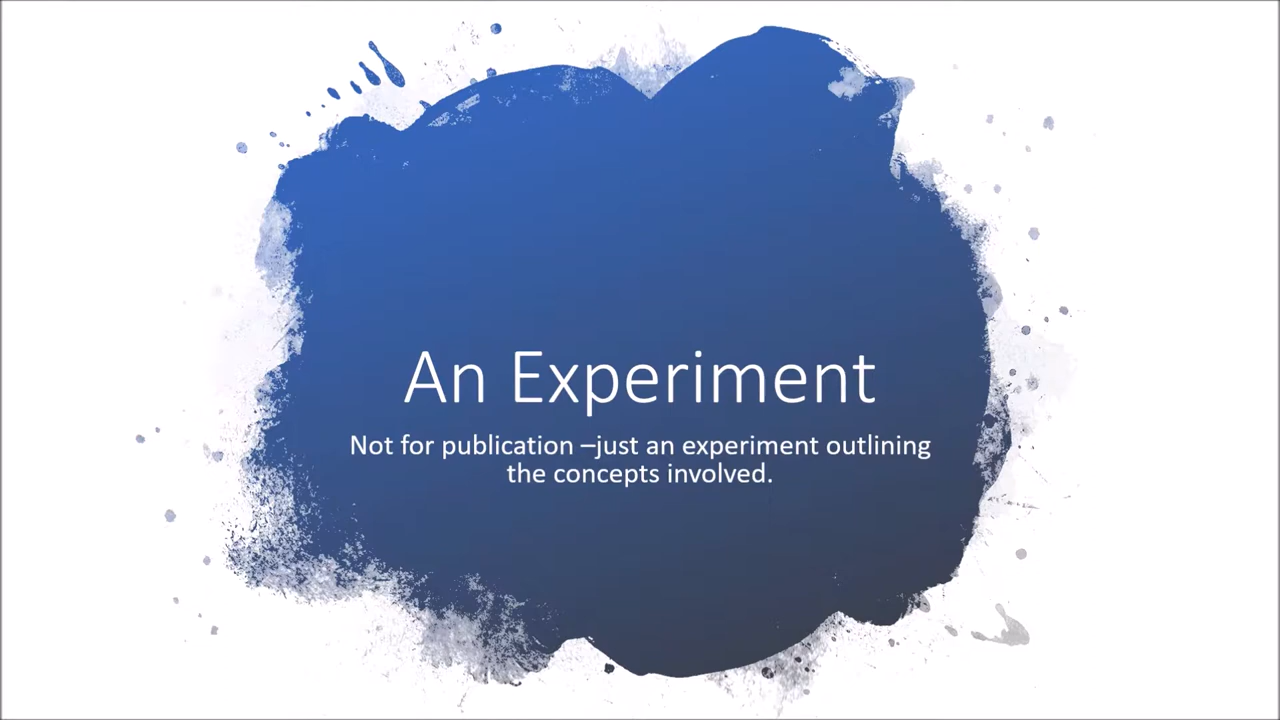 An Experiment
Not for publication –just an experiment outlining
the concepts involved.